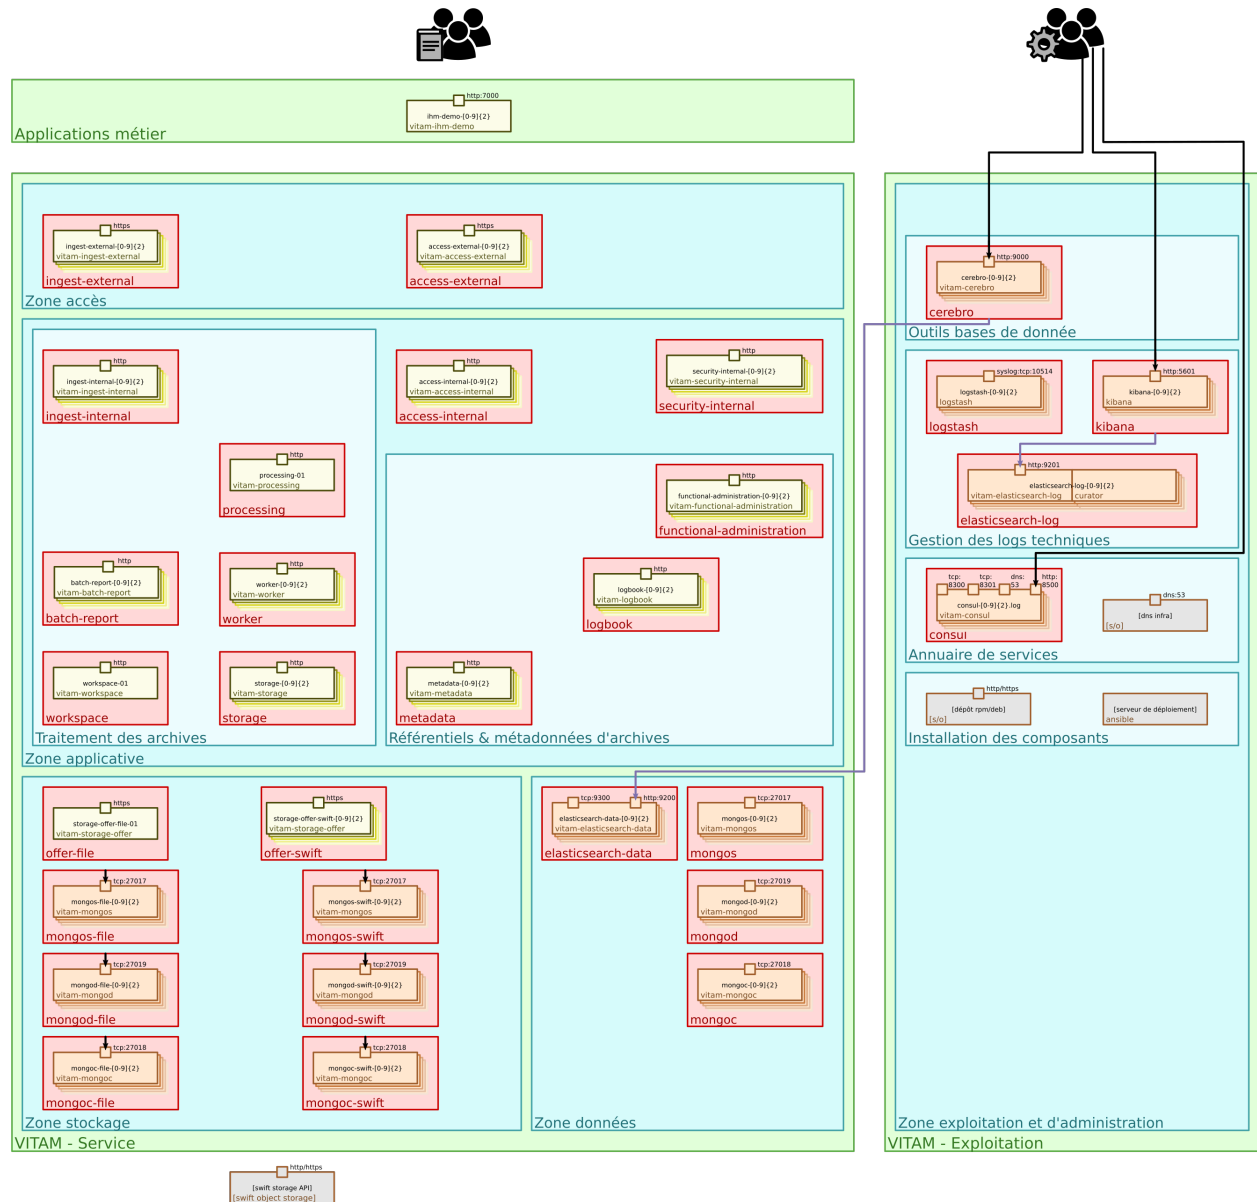 http:7000
ihm-demo-[0-9]{2}
vitam-ihm-demo
Applications métier
https
ingest-external-[0-9]{2}
vitam-ingest-external
ingest-external
https
access-external-[0-9]{2}
vitam-access-external
access-external
Zone accès
http
ingest-internal-[0-9]{2}
vitam-ingest-internal
ingest-internal
http
access-internal-[0-9]{2}
vitam-access-internal
access-internal
http
security-internal-[0-9]{2}
vitam-security-internal
security-internal
http
processing-01
vitam-processing
processing
http
functional-administration-[0-9]{2}
vitam-functional-administration
functional-administration
http
batch-report-[0-9]{2}
vitam-batch-report
batch-report
http
worker-[0-9]{2}
vitam-worker
worker
http
logbook-[0-9]{2}
vitam-logbook
logbook
http
workspace-01
vitam-workspace
workspace
http
storage-[0-9]{2}
vitam-storage
storage
http
metadata-[0-9]{2}
vitam-metadata
metadata
Traitement des archives
Référentiels & métadonnées d'archives
Zone applicative
https
storage-offer-file-01
vitam-storage-offer
offer-file
https
storage-offer-swift-[0-9]{2}
vitam-storage-offer
offer-swift
tcp:27017
mongos-file-[0-9]{2}
vitam-mongos
mongos-file
tcp:27017
mongos-swift-[0-9]{2}
vitam-mongos
mongos-swift
tcp:27019
mongod-file-[0-9]{2}
vitam-mongod
mongod-file
tcp:27019
mongod-swift-[0-9]{2}
vitam-mongod
mongod-swift
tcp:27018
mongoc-file-[0-9]{2}
vitam-mongoc
mongoc-file
tcp:27018
mongoc-swift-[0-9]{2}
vitam-mongoc
mongoc-swift
Zone stockage
tcp:9300
http:9200
elasticsearch-data-[0-9]{2}
vitam-elasticsearch-data
elasticsearch-data
tcp:27017
mongos-[0-9]{2}
vitam-mongos
mongos
tcp:27019
mongod-[0-9]{2}
vitam-mongod
mongod
tcp:27018
mongoc-[0-9]{2}
vitam-mongoc
mongoc
Zone données
VITAM - Service
http/https
[swift storage API]
[swift object storage]
http:9000
cerebro-[0-9]{2}
vitam-cerebro
cerebro
Outils bases de donnée
syslog:tcp:10514
logstash-[0-9]{2}
logstash
logstash
http:5601
kibana-[0-9]{2}
kibana
kibana
http:9201
elasticsearch-log-[0-9]{2}
vitam-elasticsearch-log
curator
elasticsearch-log
Gestion des logs techniques
tcp:
8300
tcp:
8301
dns:
53
http:
8500
consul-[0-9]{2}.log
vitam-consul
consul
dns:53
[dns infra]
[s/o]
Annuaire de services
http/https
[dépôt rpm/deb]
[s/o]
[serveur de déploiement]
ansible
Installation des composants
Zone exploitation et d'administration
VITAM - Exploitation